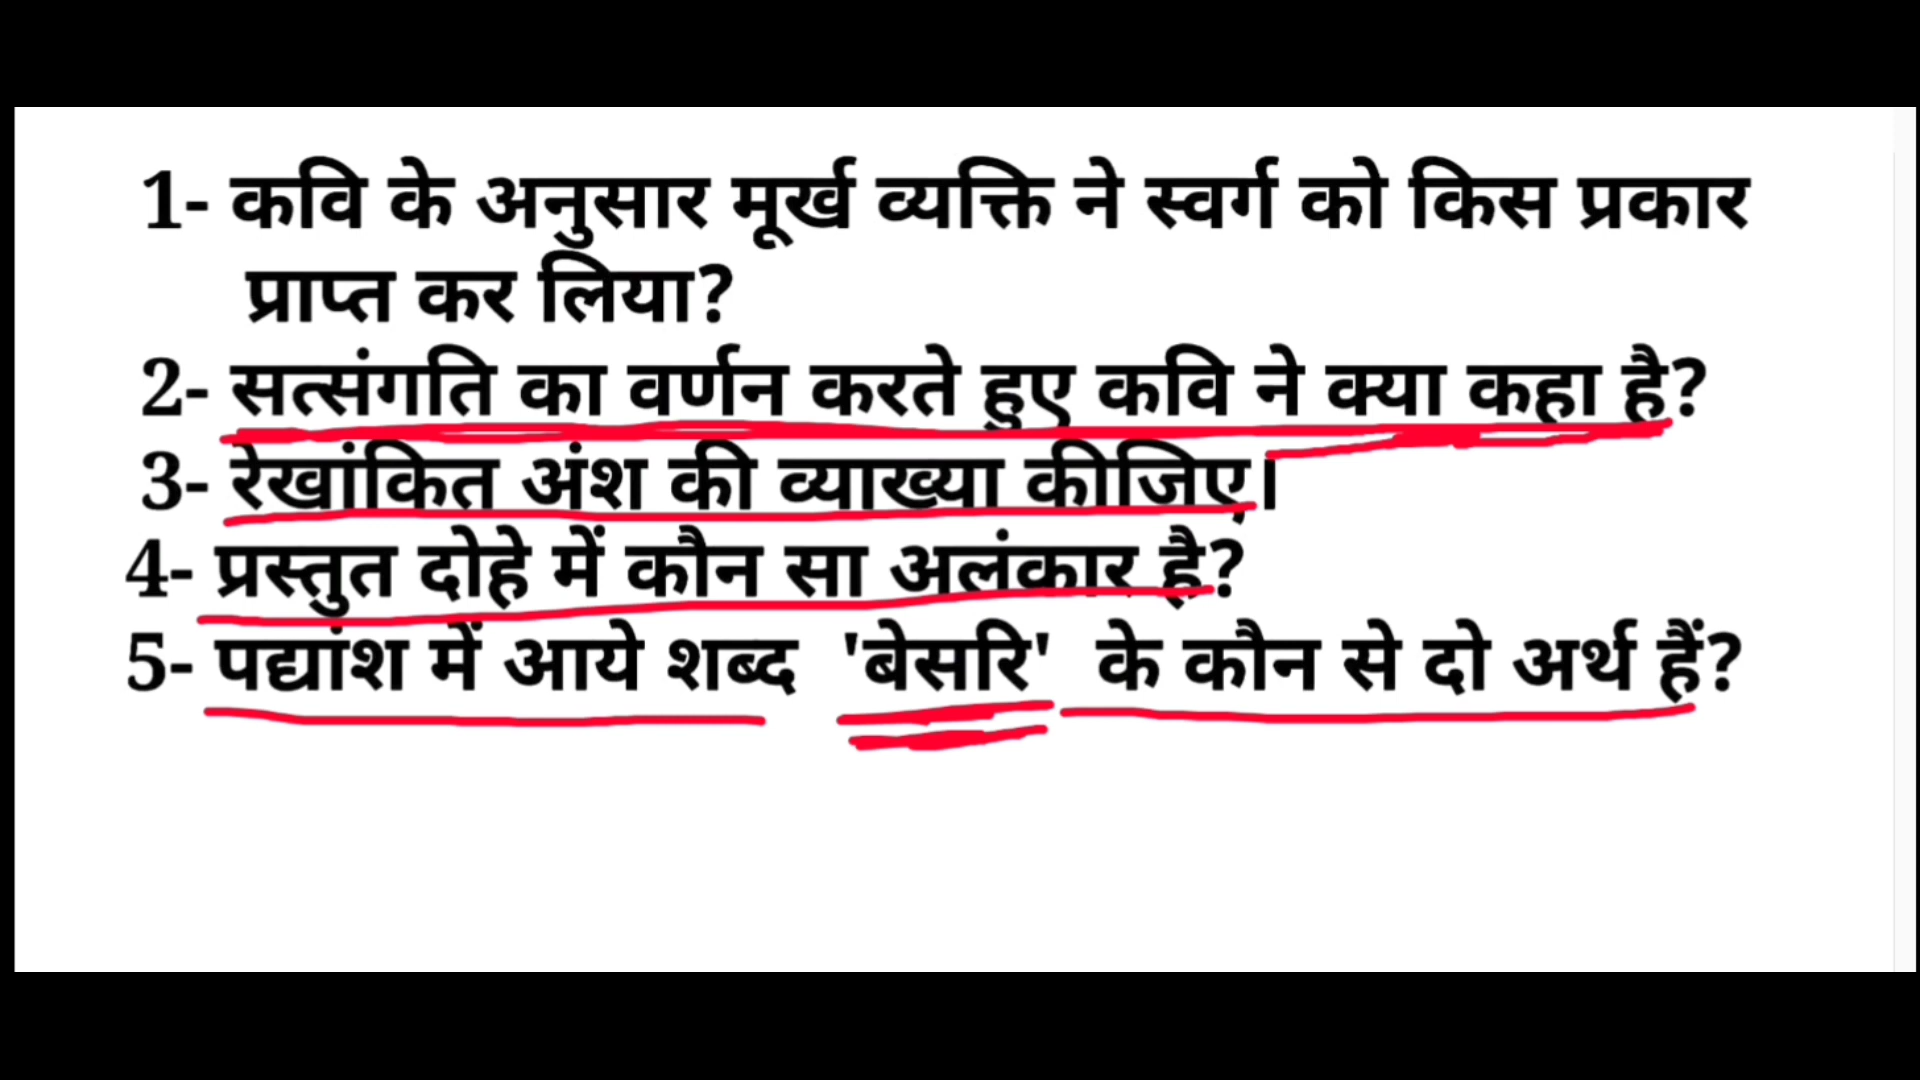 1- कवि के अनुसार मूर्ख व्यक्ति ने स्वर्ग को किस प्रकार
प्राप्त कर लिया?
2- सत्संगति का वर्णन करते हुए कवि ने क्या कहा है?
3- रेखांकित अंश की व्याख्या कीजिए।
4- प्रस्तुत दोहे में कौन सा अलंकार है?
5- पद्यांश में आये शब्द 'बेसरि' के कौन से दो अर्थ हैं?